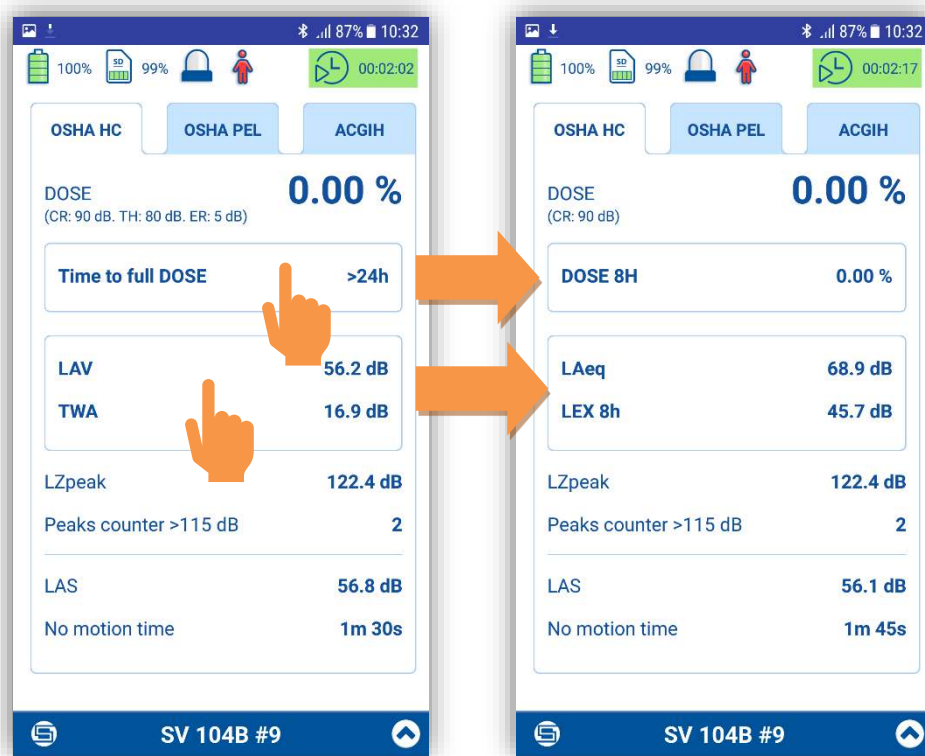 87% 10:32
100% SD 99% 00:02:02
OSHA HC OSHA PEL ACGIH
DOSE 0.00 %
(CR: 90 dB. TH: 80 dB. ER: 5 dB)
Time to full DOSE >24h
LAV 56.2 dB
TWA 16.9 dB
LZpeak 122.4 dB
Peaks counter >115 dB 2
LAS 56.8 dB
No motion time 1m 30s
SV 104B #9
87% 10:32
100% SD 99% 00:02:17
OSHA HC OSHA PEL ACGIH
DOSE 0.00 %
(CR: 90 dB)
DOSE 8H 0.00 %
LAeq 68.9 dB
LEX 8h 45.7 dB
LZpeak 122.4 dB
Peaks counter >115 dB 2
LAS 56.1 dB
No motion time 1m 45s
SV 104B #9